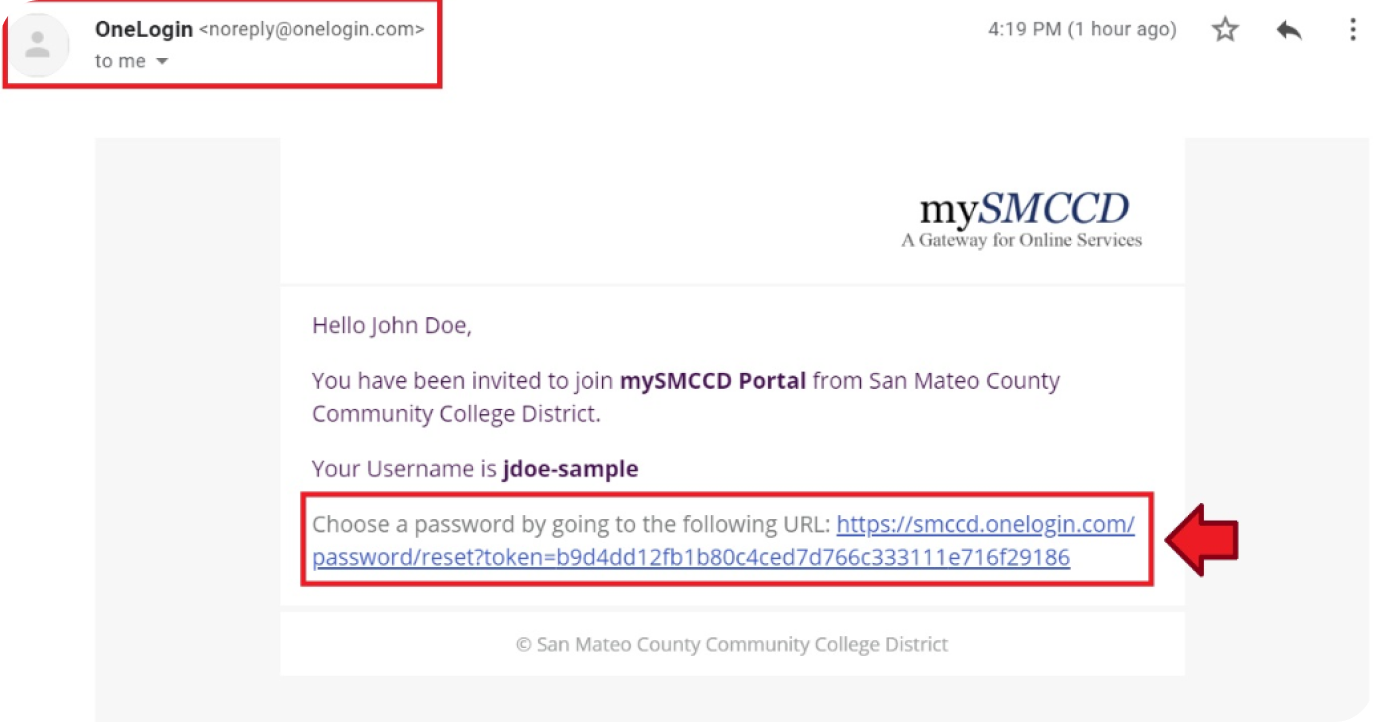 OneLogin <noreply@onelogin.com>
4:19 PM (1 hour ago)
to me
mySMCCD
A Gateway for Online Services
Hello John Doe,
You have been invited to join mySMCCD Portal from San Mateo County
Community College District.
Your Username is jdoe-sample
Choose a password by going to the following URL: https://smccd.onelogin.com/
password/reset?token=b9d4dd12fb1b80c4ced7d766c333111e716f29186
© San Mateo County Community College District